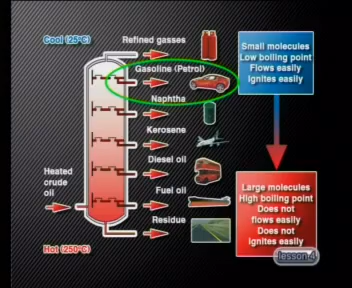 Cool (25°C)
Refined gasses
Gasoline (Petrol)
Naphtha
Kerosene
Diesel oil
Fuel oil
Residue
Heated
crude
oil
Hot (250°C)
Small molecules
Low boiling point
Flows easily
Ignites easily
Large molecules
High boiling point
Does not
flows easily
Does not
ignites easily
lesson 4